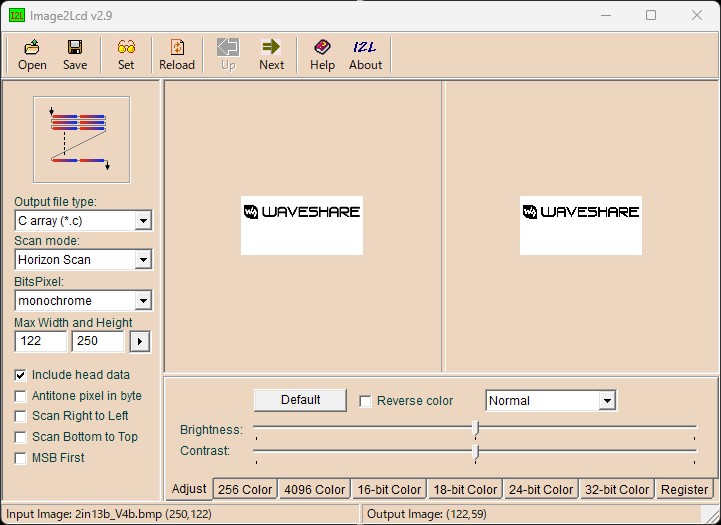 Image2Lcd v2.9
Open Save Set Reload Up Next Help About
I2L
Output file type:
C array (*.c)
Scan mode:
Horizon Scan
BitsPixel:
monochrome
Max Width and Height
122 250
Include head data
Antitone pixel in byte
Scan Right to Left
Scan Bottom to Top
MSB First
WAVESHARE
WAVESHARE
Default Reverse color Normal
Brightness:
Contrast:
Adjust 256 Color 4096 Color 16-bit Color 18-bit Color 24-bit Color 32-bit Color Register
Input Image: 2in13b_V4b.bmp (250,122) Output Image: (122,59)